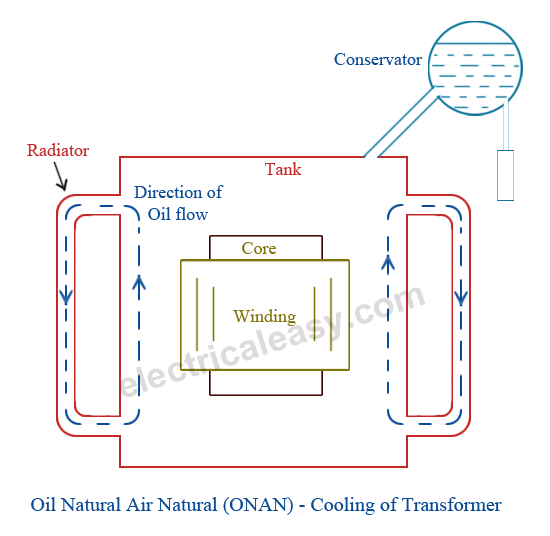 Conservator
Radiator
Tank
Direction of
Oil flow
Core
Winding
electricaleasy.com
Oil Natural Air Natural (ONAN) - Cooling of Transformer